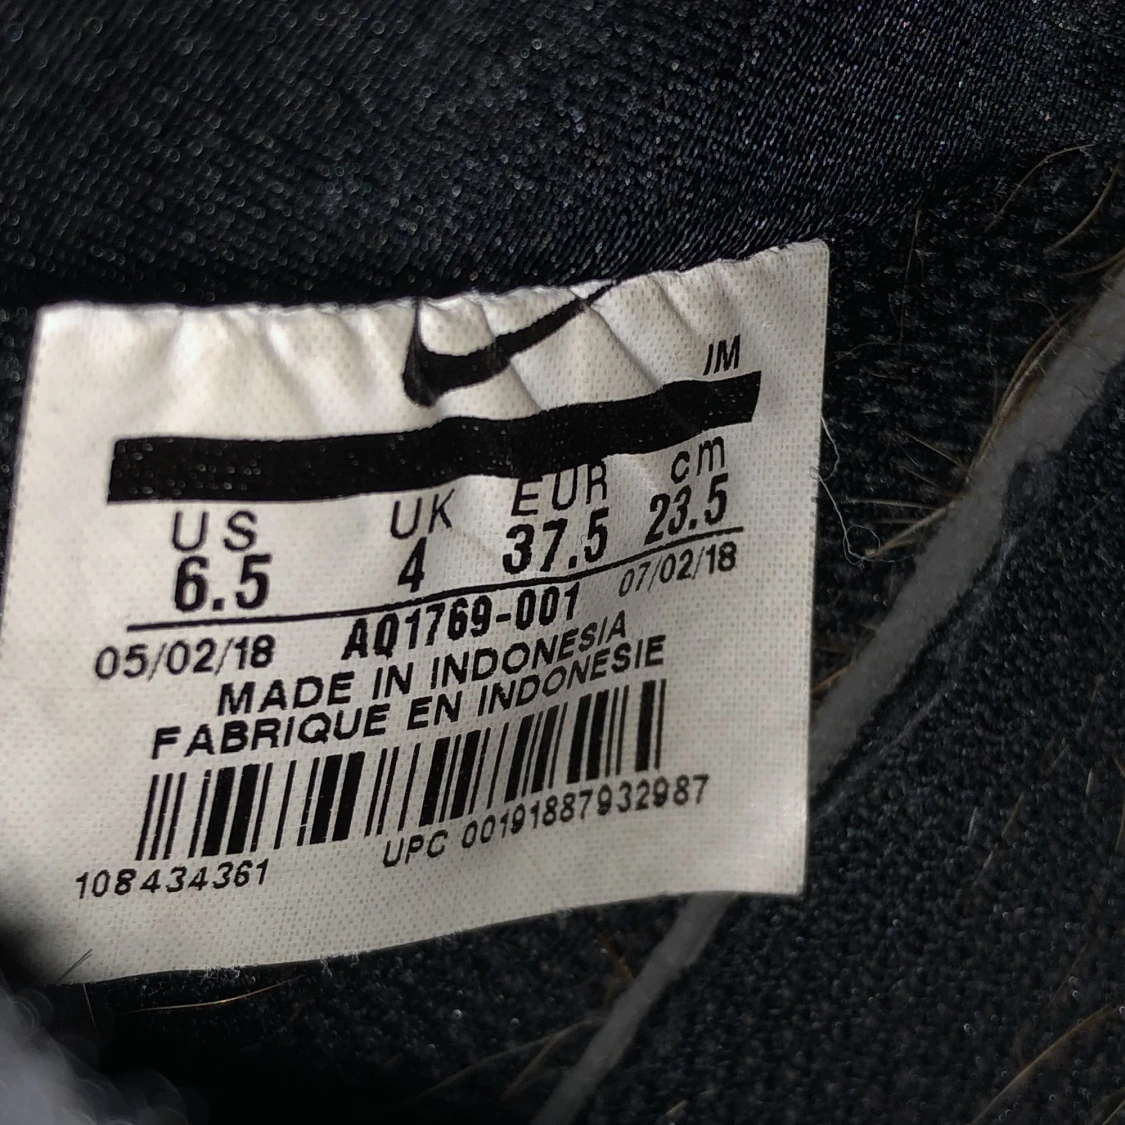 JM
US UK EUR cm
6.5 4 37.5 23.5
05/02/18 AQ1769-001 07/02/18
MADE IN INDONESIA
FABRIQUE EN INDONESIE
108434361 UPC 00191887932987